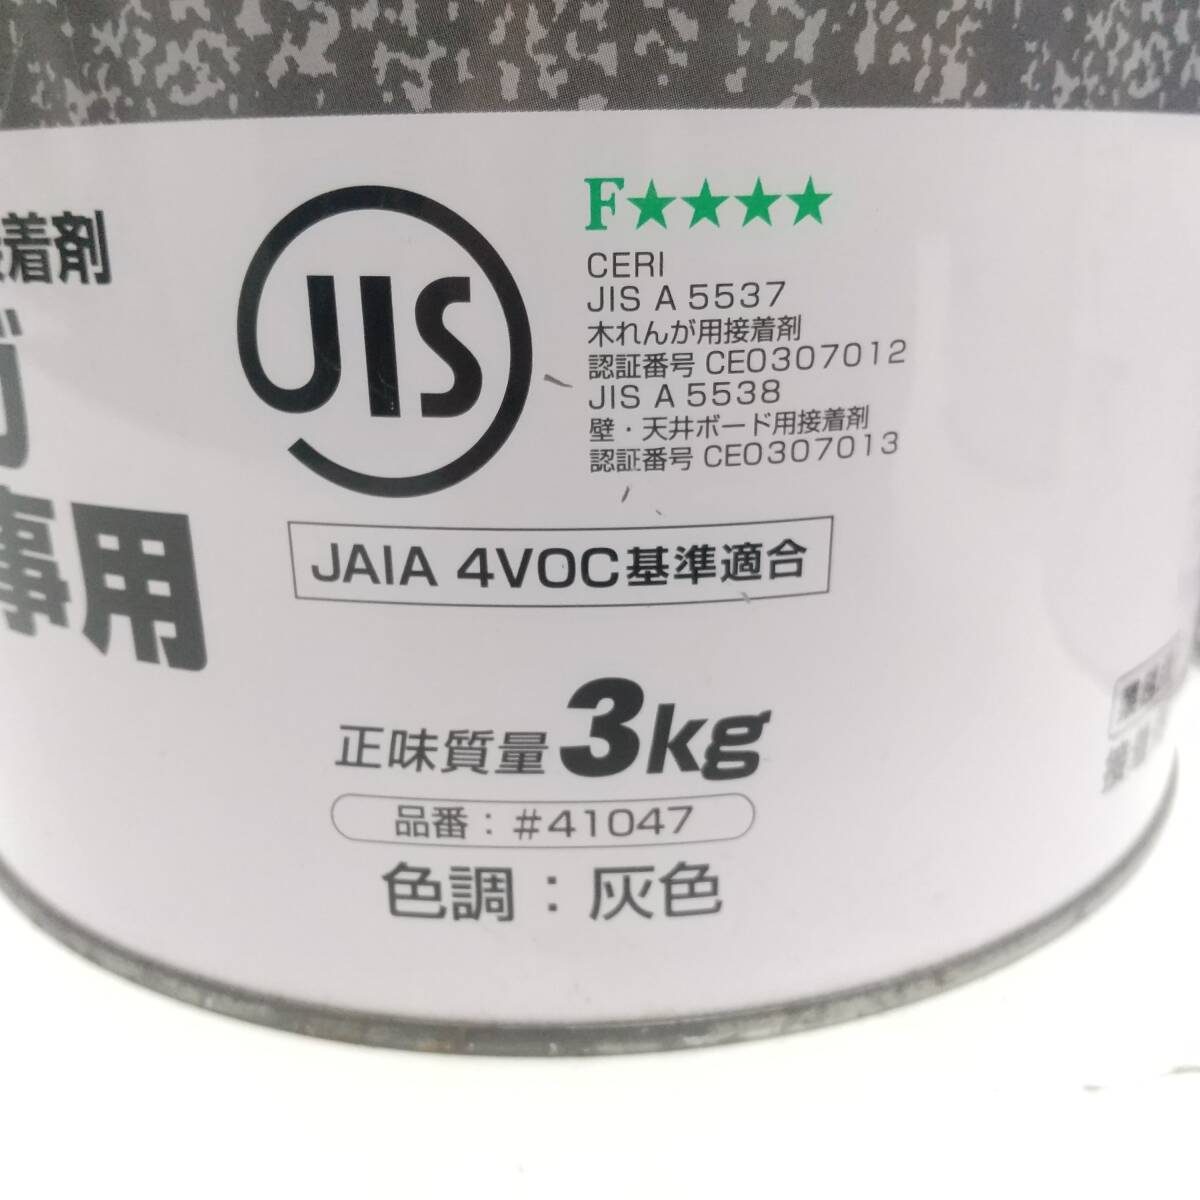 着剤
ガ
事用
JIS
F★★★★
CERI
JIS A 5537
木れんが用接着剤
認証番号 CE0307012
JIS A 5538
壁・天井ボード用接着剤
認証番号 CE0307013
JAIA 4VOC基準適合
正味質量 3kg
品番：#41047
色調：灰色